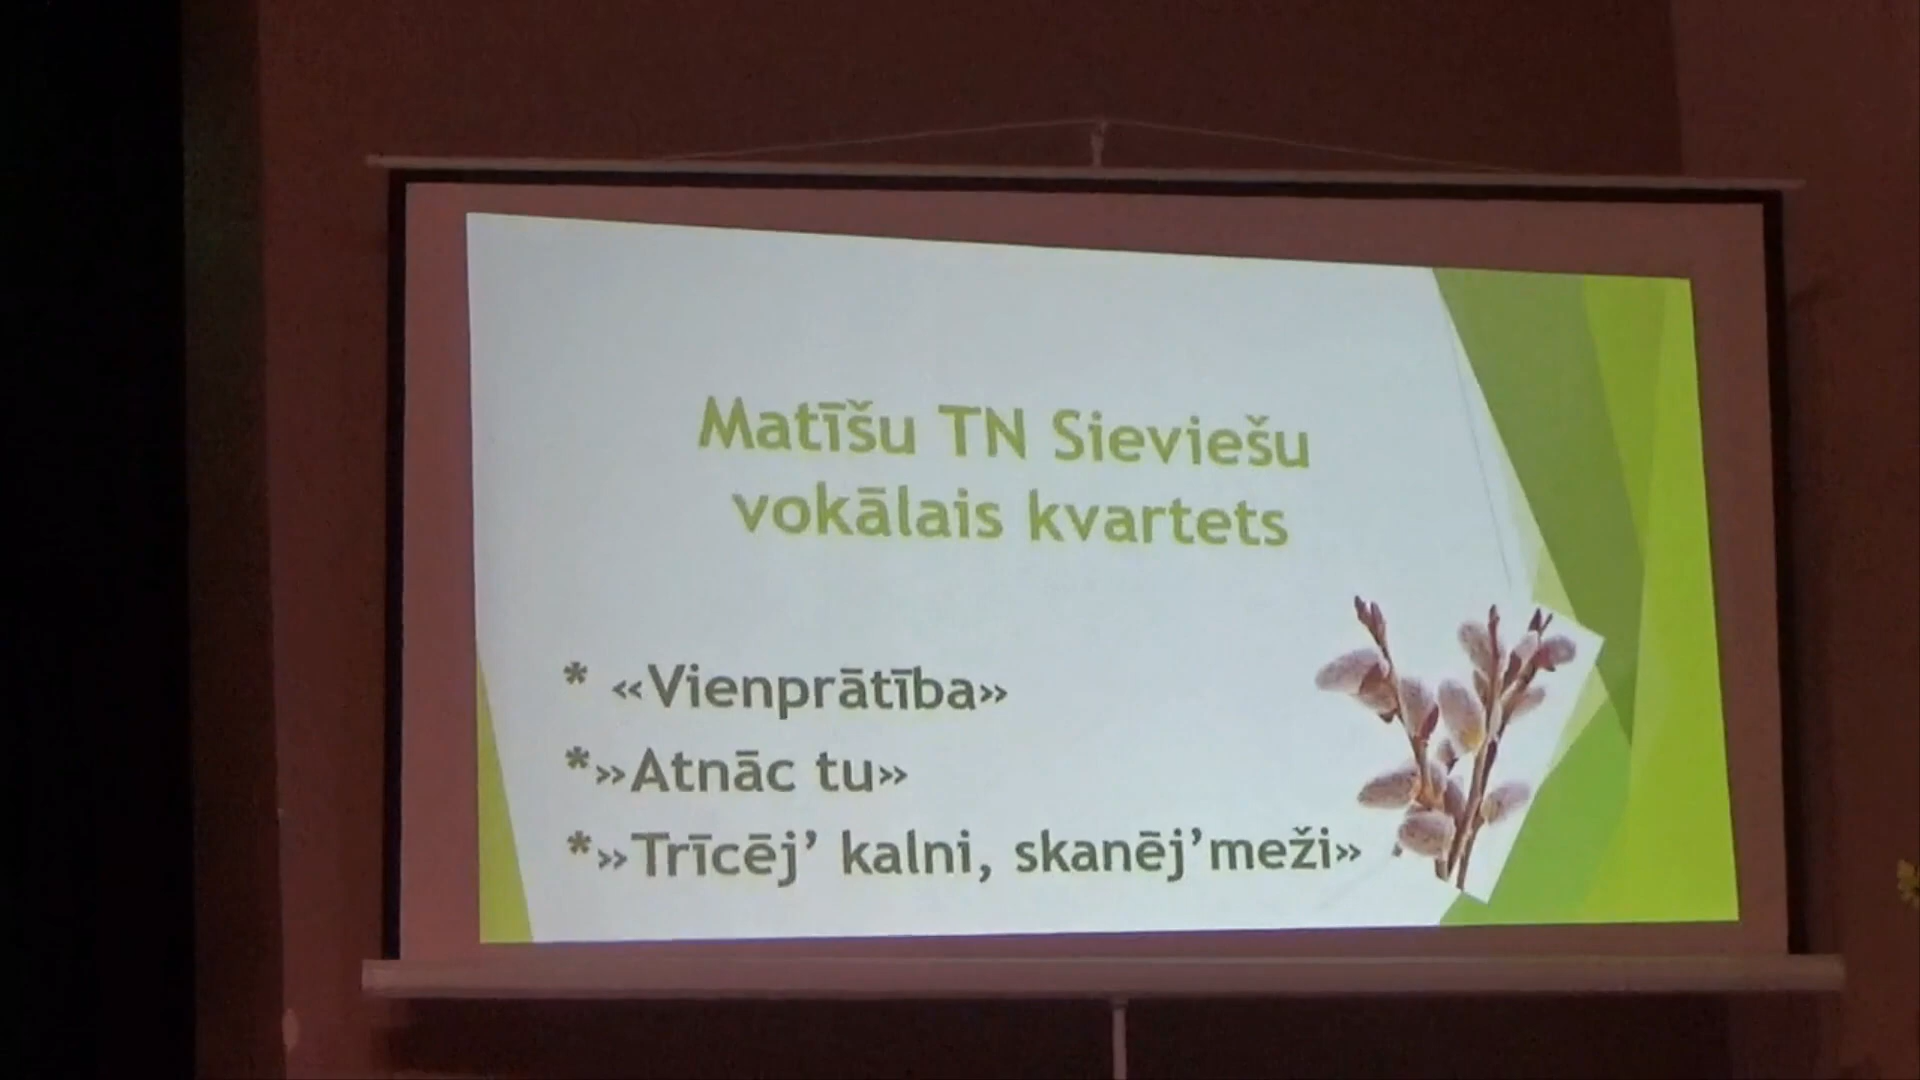 Matīšu TN Sieviešu
vokālais kvartets
* «Vienprātība»
*»Atnāc tu»
*»Trīcēj’ kalni, skanēj’meži»